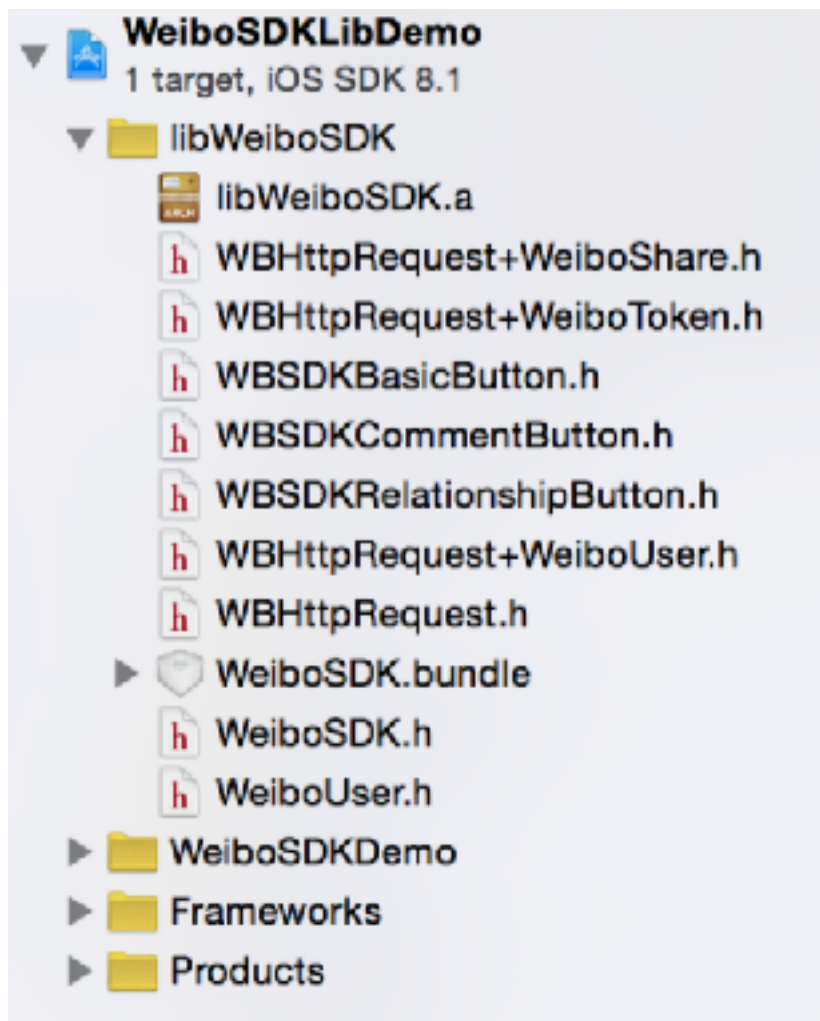 WeiboSDKLibDemo
1 target, iOS SDK 8.1
libWeiboSDK
libWeiboSDK.a
WBHttpRequest+WeiboShare.h
WBHttpRequest+WeiboToken.h
WBSDKBasicButton.h
WBSDKCommentButton.h
WBSDKRelationshipButton.h
WBHttpRequest+WeiboUser.h
WBHttpRequest.h
WeiboSDK.bundle
WeiboSDK.h
WeiboUser.h
WeiboSDKDemo
Frameworks
Products